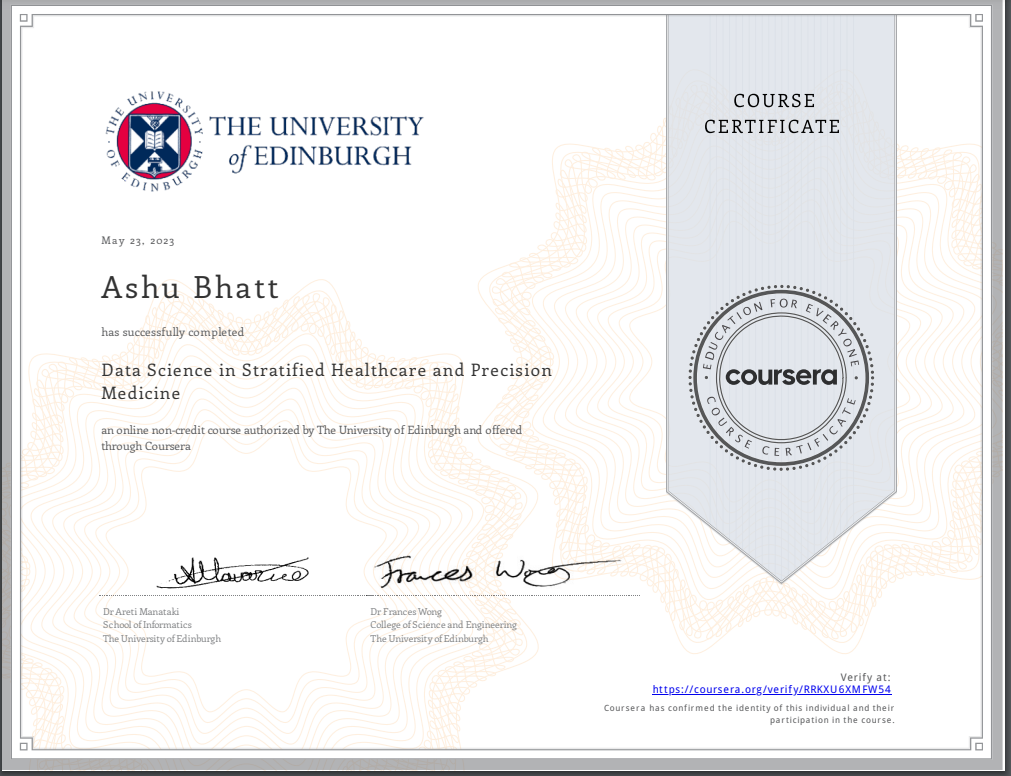 THE UNIVERSITY OF EDINBURGH
THE UNIVERSITY
of EDINBURGH
COURSE
CERTIFICATE
May 23, 2023
Ashu Bhatt
has successfully completed
Data Science in Stratified Healthcare and Precision
Medicine
an online non-credit course authorized by The University of Edinburgh and offered
through Coursera
EDUCATION FOR EVERYONE
coursera
COURSE CERTIFICATE
Frances Wong
Dr Areti Manataki
School of Informatics
The University of Edinburgh
Dr Frances Wong
College of Science and Engineering
The University of Edinburgh
Verify at:
https://coursera.org/verify/RRKXU6XMFW54
Coursera has confirmed the identity of this individual and their
participation in the course.